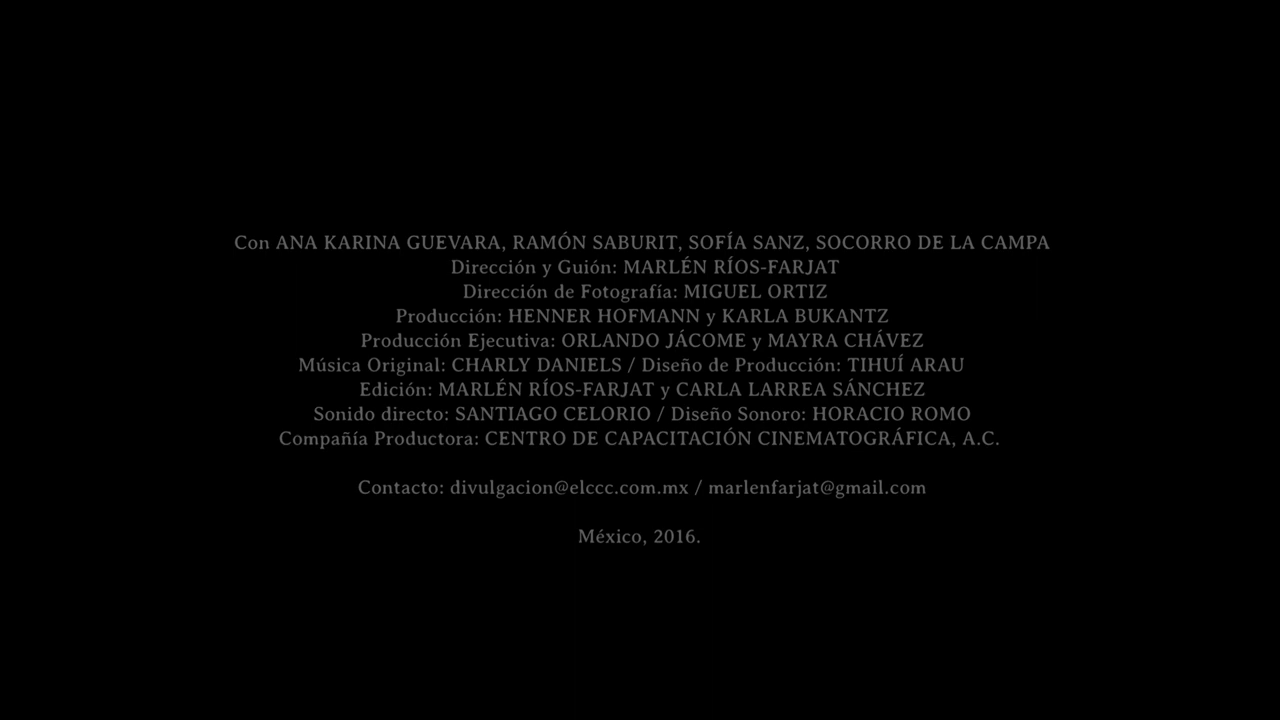 Con ANA KARINA GUEVARA, RAMÓN SABURIT, SOFÍA SANZ, SOCORRO DE LA CAMPA
Dirección y Guión: MARLÉN RÍOS-FARJAT
Dirección de Fotografía: MIGUEL ORTIZ
Producción: HENNER HOFMANN y KARLA BUKANTZ
Producción Ejecutiva: ORLANDO JÁCOME y MAYRA CHÁVEZ
Música Original: CHARLY DANIELS / Diseño de Producción: TIHUÍ ARAU
Edición: MARLÉN RÍOS-FARJAT y CARLA LARREA SÁNCHEZ
Sonido directo: SANTIAGO CELORIO / Diseño Sonoro: HORACIO ROMO
Compañía Productora: CENTRO DE CAPACITACIÓN CINEMATOGRÁFICA, A.C.
Contacto: divulgacion@elccc.com.mx / marlenfarjat@gmail.com
México, 2016.